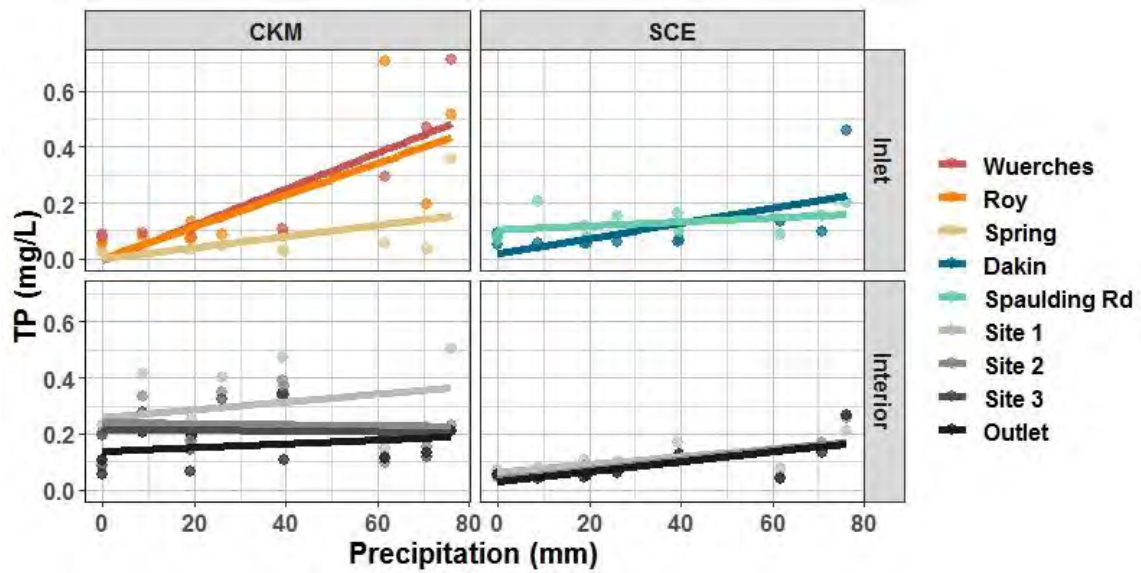 CKM
SCE
0.6
0.4
0.2
0.0
Inlet
TP (mg/L)
0.6
0.4
0.2
0.0
Interior
0 20 40 60 80
0 20 40 60 80
Precipitation (mm)
Wuerches
Roy
Spring
Dakin
Spaulding Rd
Site 1
Site 2
Site 3
Outlet